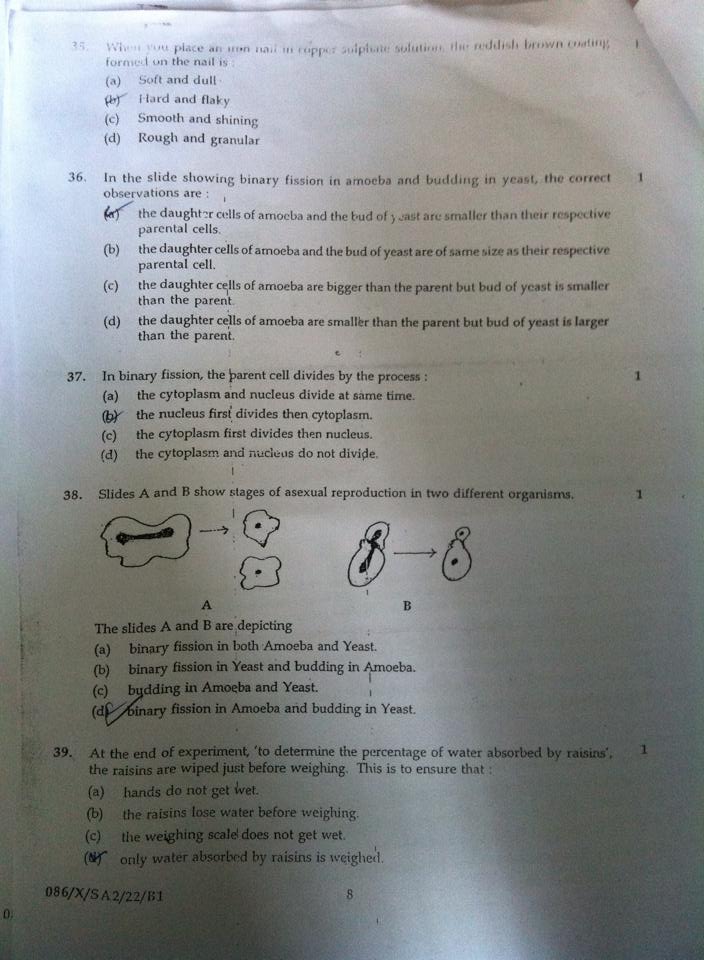 35. When you place an iron nail in copper sulphate solution, the reddish brown coating 1
formed on the nail is :
(a) Soft and dull
(b) Hard and flaky
(c) Smooth and shining
(d) Rough and granular
36. In the slide showing binary fission in amoeba and budding in yeast, the correct 1
observations are :
(a) the daughter cells of amoeba and the bud of yeast are smaller than their respective
parental cells.
(b) the daughter cells of amoeba and the bud of yeast are of same size as their respective
parental cell.
(c) the daughter cells of amoeba are bigger than the parent but bud of yeast is smaller
than the parent.
(d) the daughter cells of amoeba are smaller than the parent but bud of yeast is larger
than the parent.
37. In binary fission, the parent cell divides by the process : 1
(a) the cytoplasm and nucleus divide at same time.
(b) the nucleus first divides then cytoplasm.
(c) the cytoplasm first divides then nucleus.
(d) the cytoplasm and nucleus do not divide.
38. Slides A and B show stages of asexual reproduction in two different organisms. 1
A B
The slides A and B are depicting
(a) binary fission in both Amoeba and Yeast.
(b) binary fission in Yeast and budding in Amoeba.
(c) budding in Amoeba and Yeast.
(d) binary fission in Amoeba and budding in Yeast.
39. At the end of experiment, 'to determine the percentage of water absorbed by raisins', 1
the raisins are wiped just before weighing. This is to ensure that :
(a) hands do not get wet.
(b) the raisins lose water before weighing.
(c) the weighing scale does not get wet.
(d) only water absorbed by raisins is weighed.
086/X/SA2/22/B1 8